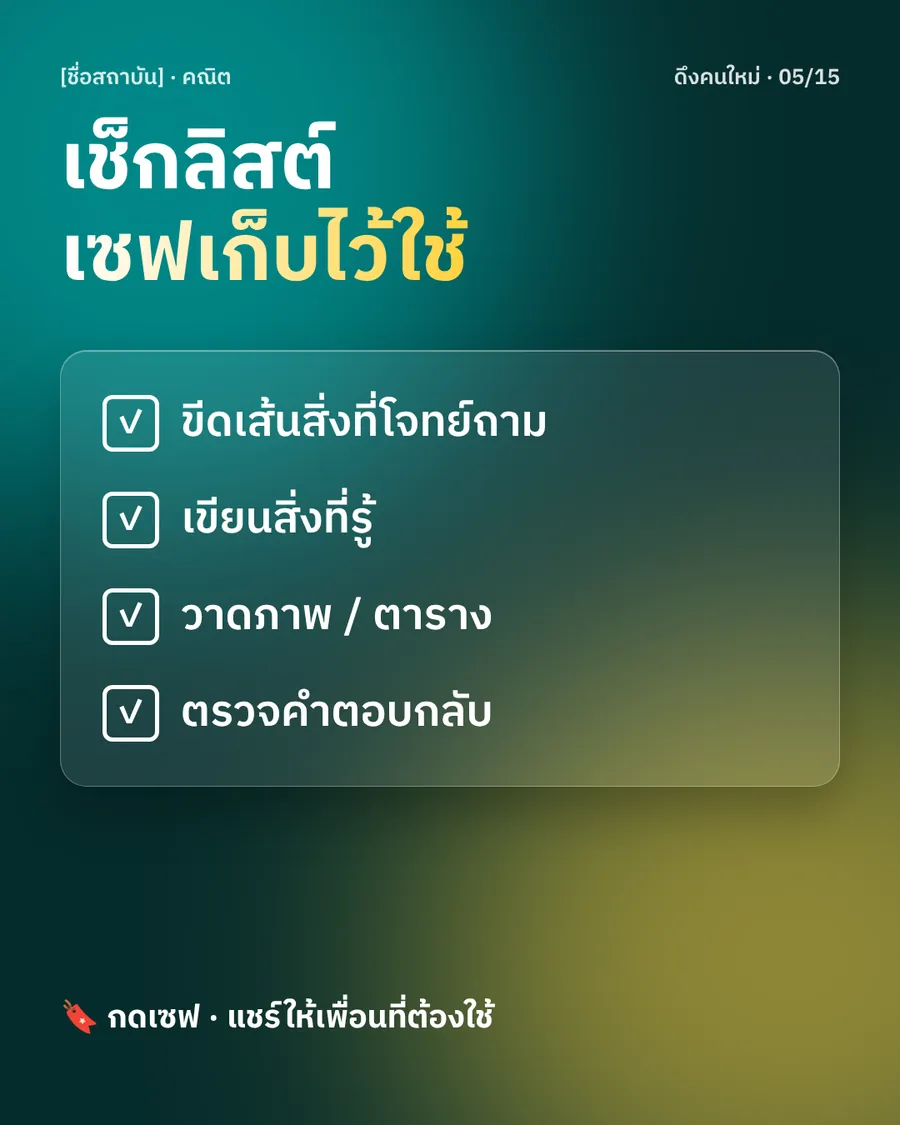 [ชื่อสถาบัน] · คณิต
ดึงคนใหม่ · 05/15
เช็กลิสต์
เซฟเก็บไว้ใช้
ขีดเส้นสิ่งที่โจทย์ถาม
เขียนสิ่งที่รู้
วาดภาพ / ตาราง
ตรวจคำตอบกลับ
กดเซฟ · แชร์ให้เพื่อนที่ต้องใช้